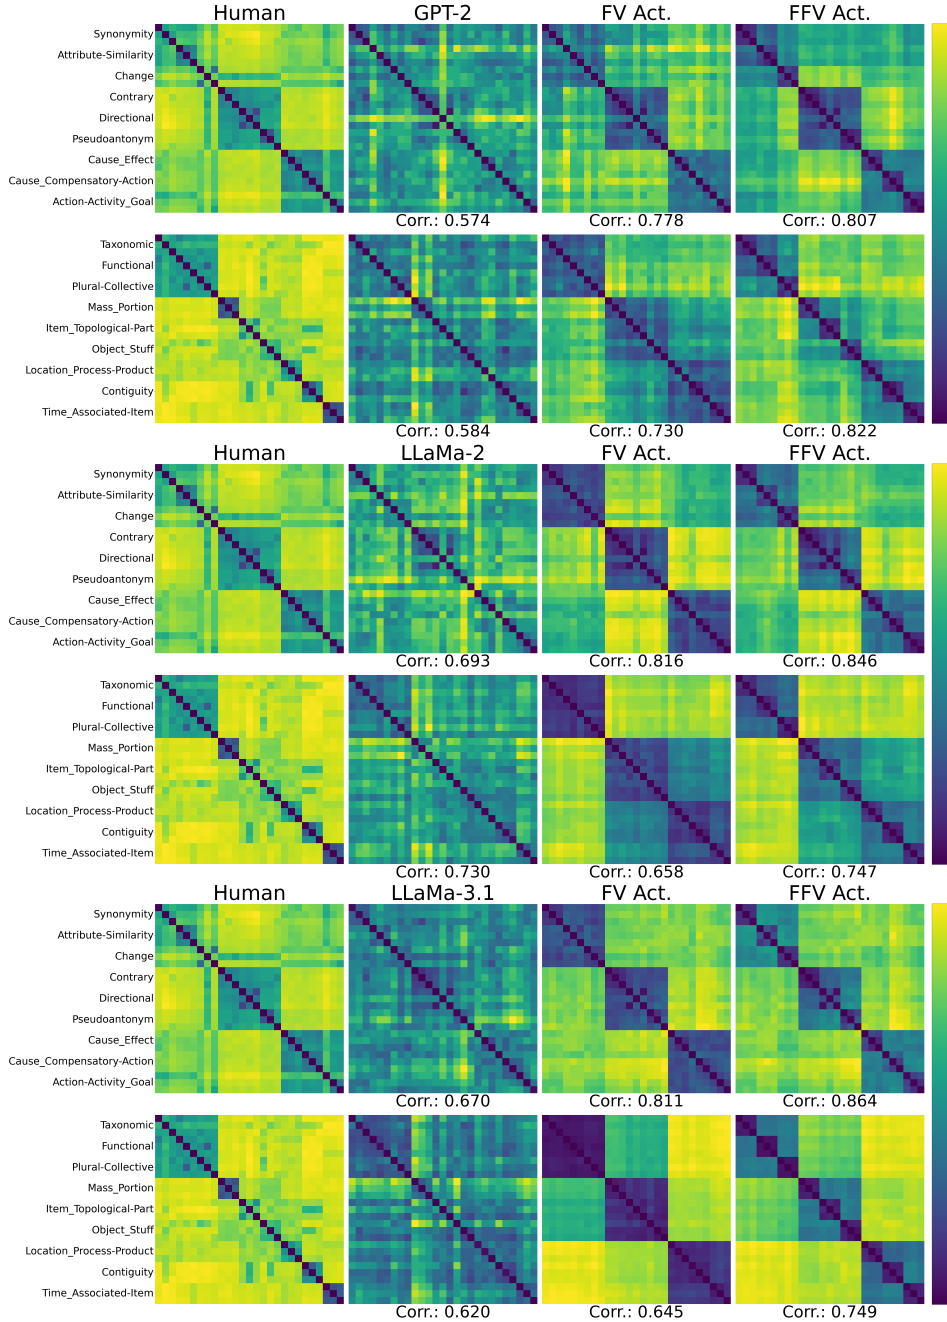 Human GPT-2 FV Act. FFV Act.
Synonymity
Attribute-Similarity
Change
Contrary
Directional
Pseudoantonym
Cause_Effect
Cause_Compensatory-Action
Action-Activity_Goal
Corr.: 0.574 Corr.: 0.778 Corr.: 0.807
Taxonomic
Functional
Plural-Collective
Mass_Portion
Item_Topological-Part
Object_Stuff
Location_Process-Product
Contiguity
Time_Associated-Item
Corr.: 0.584 Corr.: 0.730 Corr.: 0.822
Human LLaMa-2 FV Act. FFV Act.
Synonymity
Attribute-Similarity
Change
Contrary
Directional
Pseudoantonym
Cause_Effect
Cause_Compensatory-Action
Action-Activity_Goal
Corr.: 0.693 Corr.: 0.816 Corr.: 0.846
Taxonomic
Functional
Plural-Collective
Mass_Portion
Item_Topological-Part
Object_Stuff
Location_Process-Product
Contiguity
Time_Associated-Item
Corr.: 0.730 Corr.: 0.658 Corr.: 0.747
Human LLaMa-3.1 FV Act. FFV Act.
Synonymity
Attribute-Similarity
Change
Contrary
Directional
Pseudoantonym
Cause_Effect
Cause_Compensatory-Action
Action-Activity_Goal
Corr.: 0.670 Corr.: 0.811 Corr.: 0.864
Taxonomic
Functional
Plural-Collective
Mass_Portion
Item_Topological-Part
Object_Stuff
Location_Process-Product
Contiguity
Time_Associated-Item
Corr.: 0.620 Corr.: 0.645 Corr.: 0.749